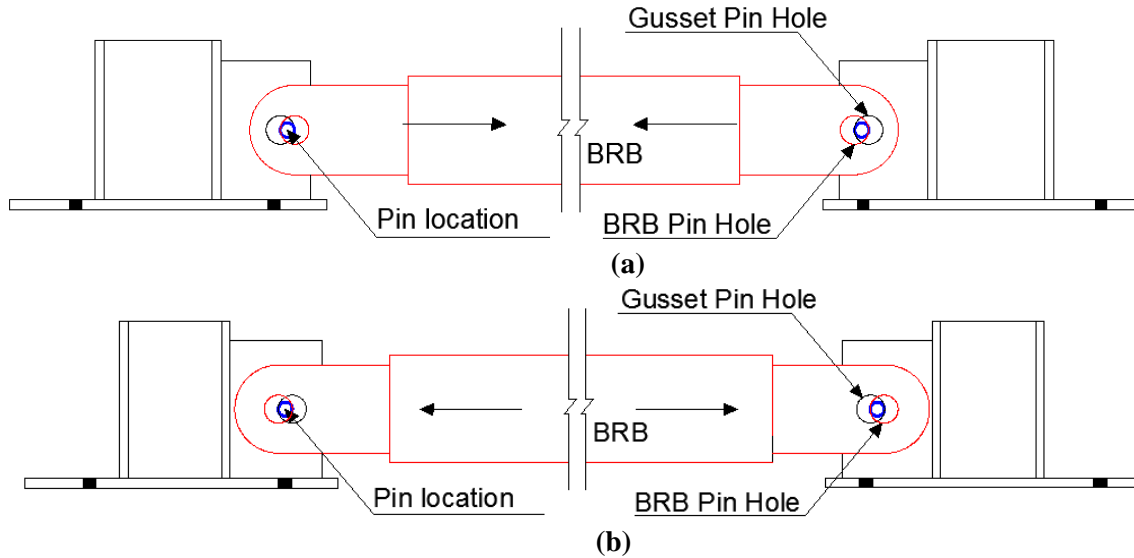 Gusset Pin Hole
BRB
Pin location
BRB Pin Hole
(a)
Gusset Pin Hole
BRB
Pin location
BRB Pin Hole
(b)